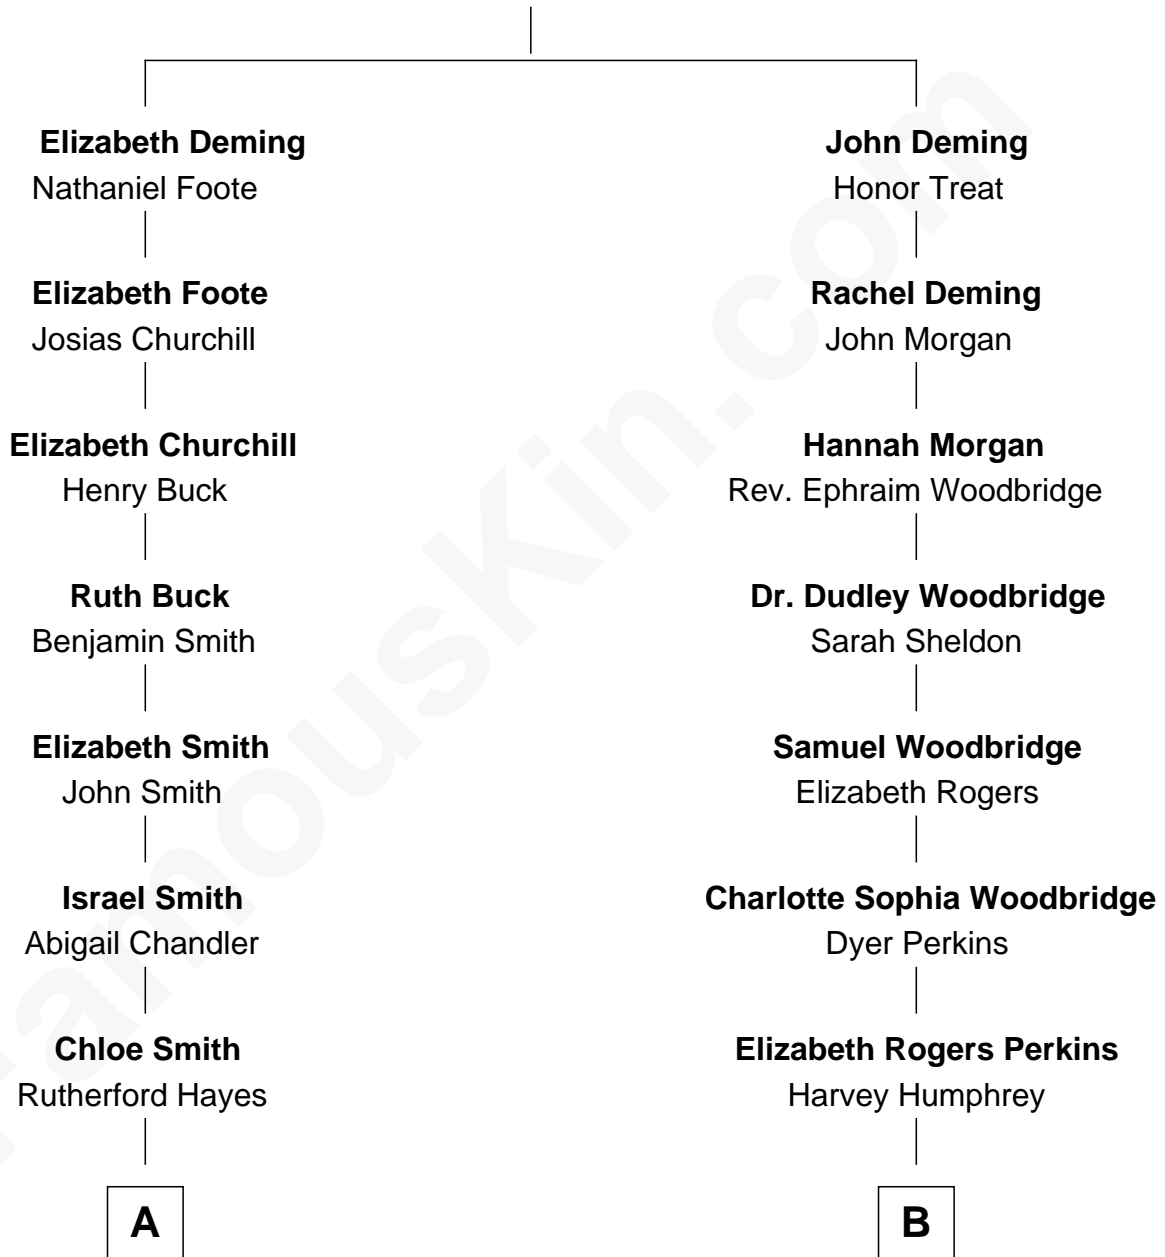 Elizabeth Deming
Nathaniel Foote
Elizabeth Foote
Josias Churchill
Elizabeth Churchill
Henry Buck
Ruth Buck
Benjamin Smith
Elizabeth Smith
John Smith
Israel Smith
Abigail Chandler
Chloe Smith
Rutherford Hayes
A
John Deming
Honor Treat
Rachel Deming
John Morgan
Hannah Morgan
Rev. Ephraim Woodbridge
Dr. Dudley Woodbridge
Sarah Sheldon
Samuel Woodbridge
Elizabeth Rogers
Charlotte Sophia Woodbridge
Dyer Perkins
Elizabeth Rogers Perkins
Harvey Humphrey
B
FamousKin.com